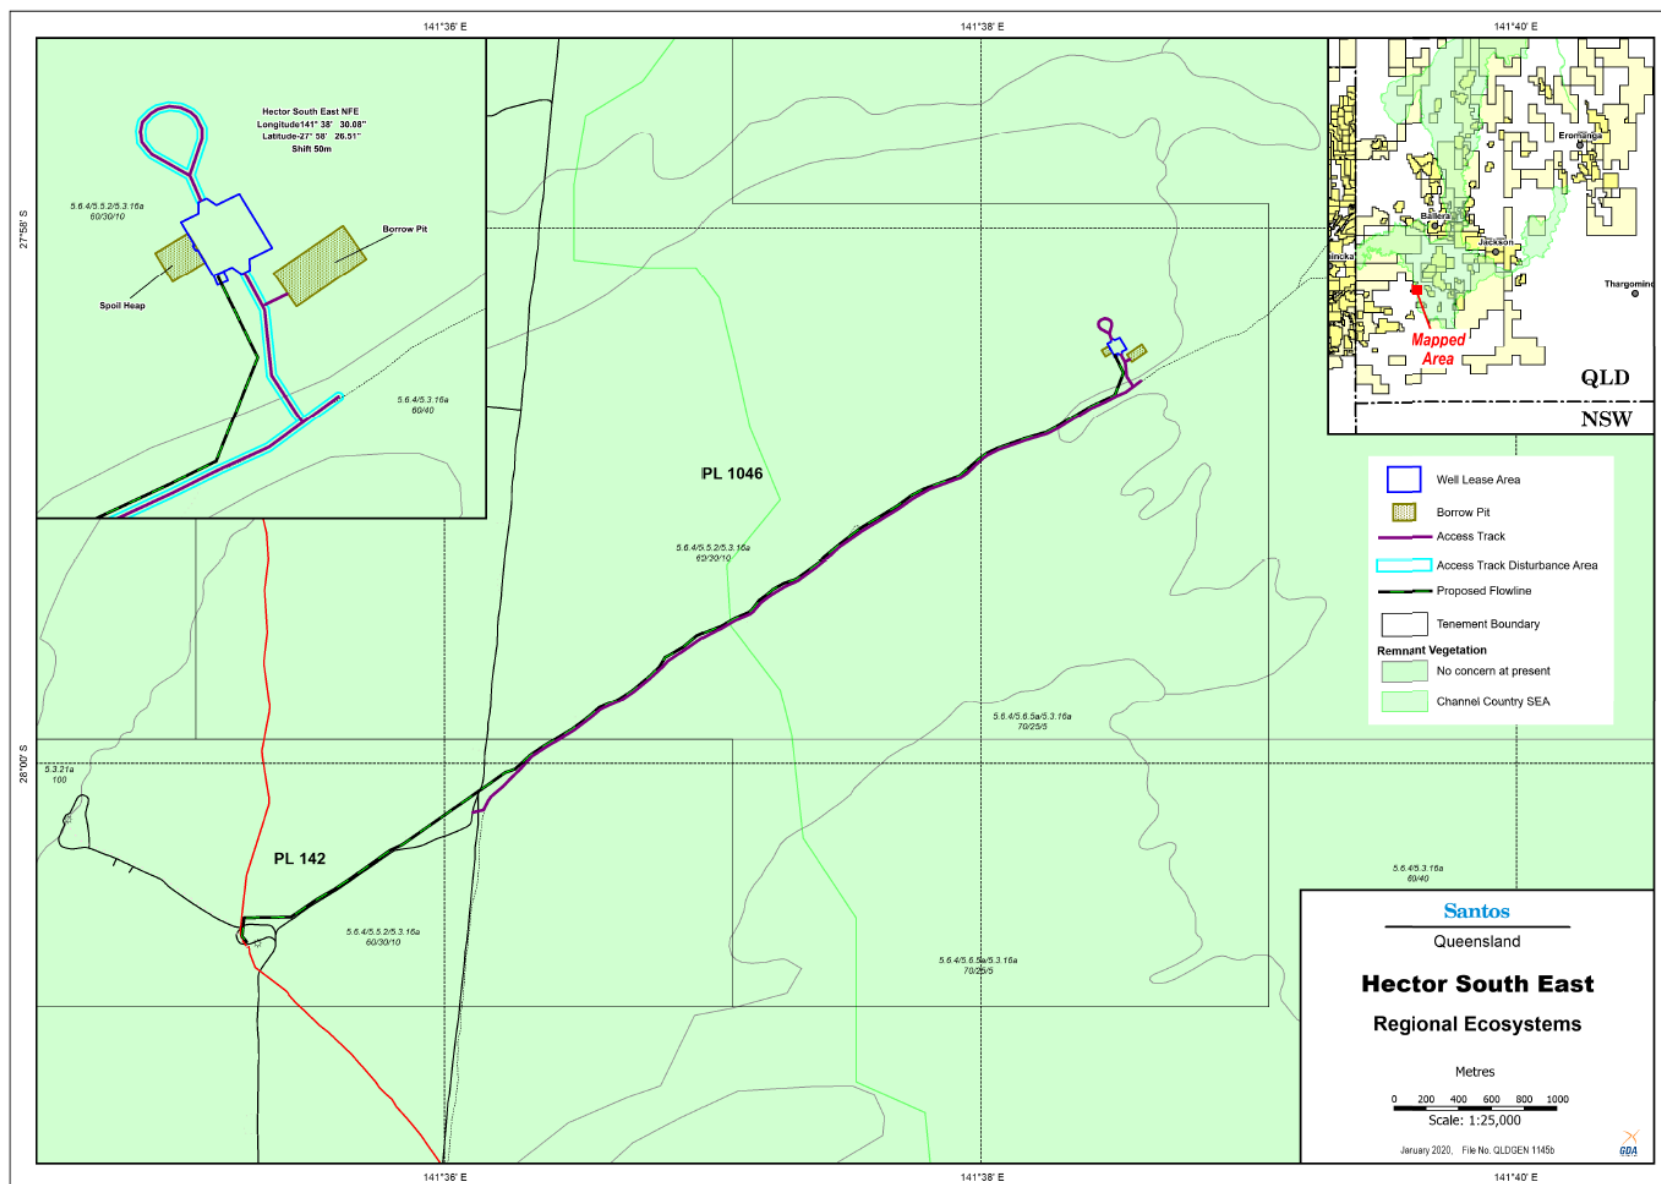 141°36' E
141°38' E
141°40' E
27°58' S
28°00' S
Hector South East NFE
Longitude141° 38' 30.08"
Latitude-27° 58' 26.51"
Shift 50m
5.6.4/5.5.2/5.3.16a
60/30/10
Borrow Pit
Spoil Heap
5.6.4/5.3.16a
60/40
PL 1046
5.6.4/5.5.2/5.3.16a
60/30/10
5.6.4/5.6.5a/5.3.16a
70/25/5
5.3.21a
100
PL 142
5.6.4/5.5.2/5.3.16a
60/30/10
5.6.4/5.6.5a/5.3.16a
70/25/5
5.6.4/5.3.16a
60/40
Eromanga
Ballera
Jackson
Thargomind
Mapped
Area
QLD
NSW
Well Lease Area
Borrow Pit
Access Track
Access Track Disturbance Area
Proposed Flowline
Tenement Boundary
Remnant Vegetation
No concern at present
Channel Country SEA
Santos
Queensland
Hector South East
Regional Ecosystems
Metres
0 200 400 600 800 1000
Scale: 1:25,000
January 2020, File No. QLDGEN 1145b
GDA
141°36' E
141°38' E
141°40' E